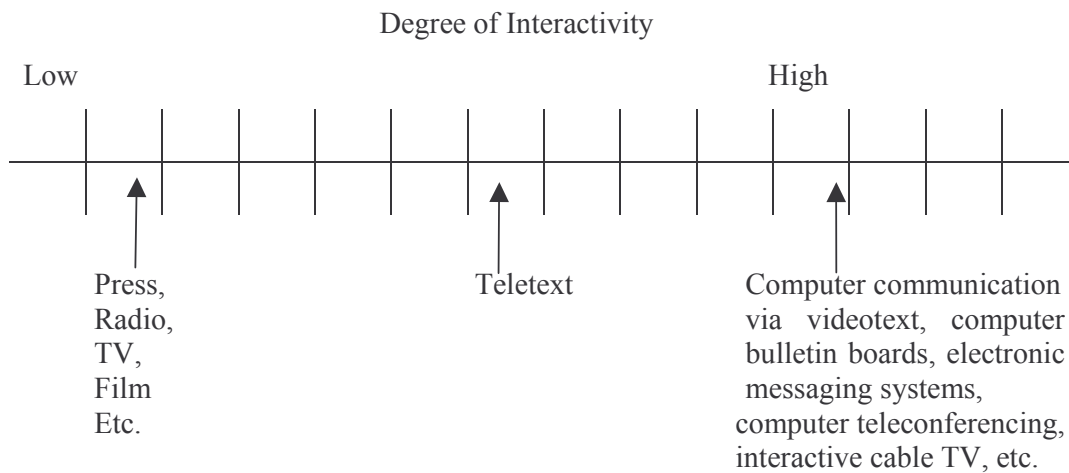 Degree of Interactivity
Low
High
Press,
Radio,
TV,
Film
Etc.
Teletext
Computer communication
via videotext, computer
bulletin boards, electronic
messaging systems,
computer teleconferencing,
interactive cable TV, etc.